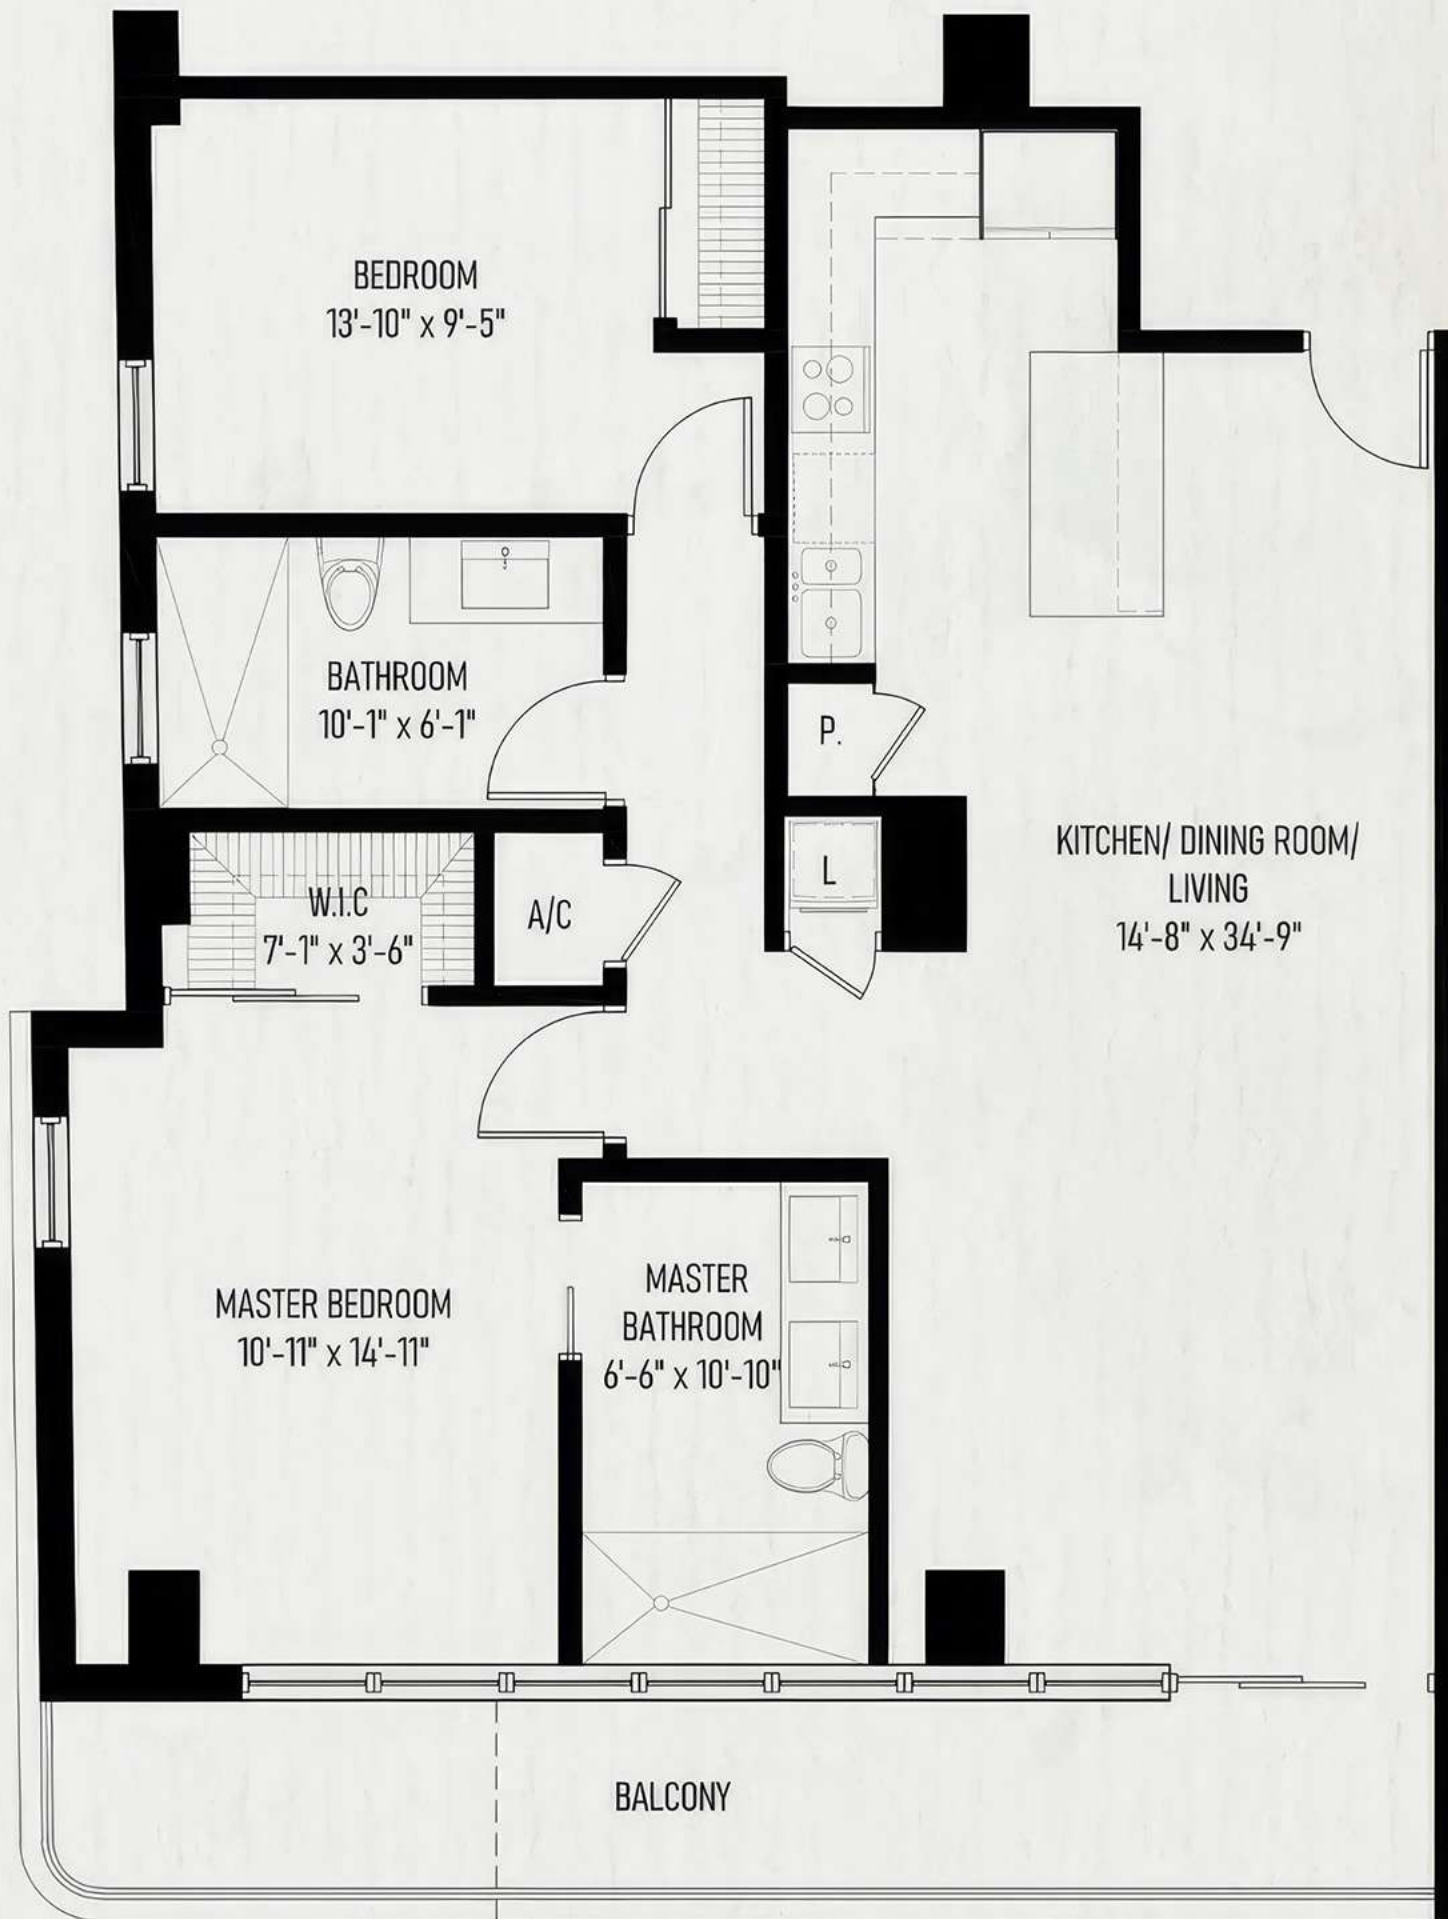 BEDROOM
13'-10" x 9'-5"
BATHROOM
10'-1" x 6'-1"
P.
L
KITCHEN/ DINING ROOM/
LIVING
14'-8" x 34'-9"
W.I.C
7'-1" x 3'-6"
A/C
MASTER BEDROOM
10'-11" x 14'-11"
MASTER
BATHROOM
6'-6" x 10'-10"
BALCONY